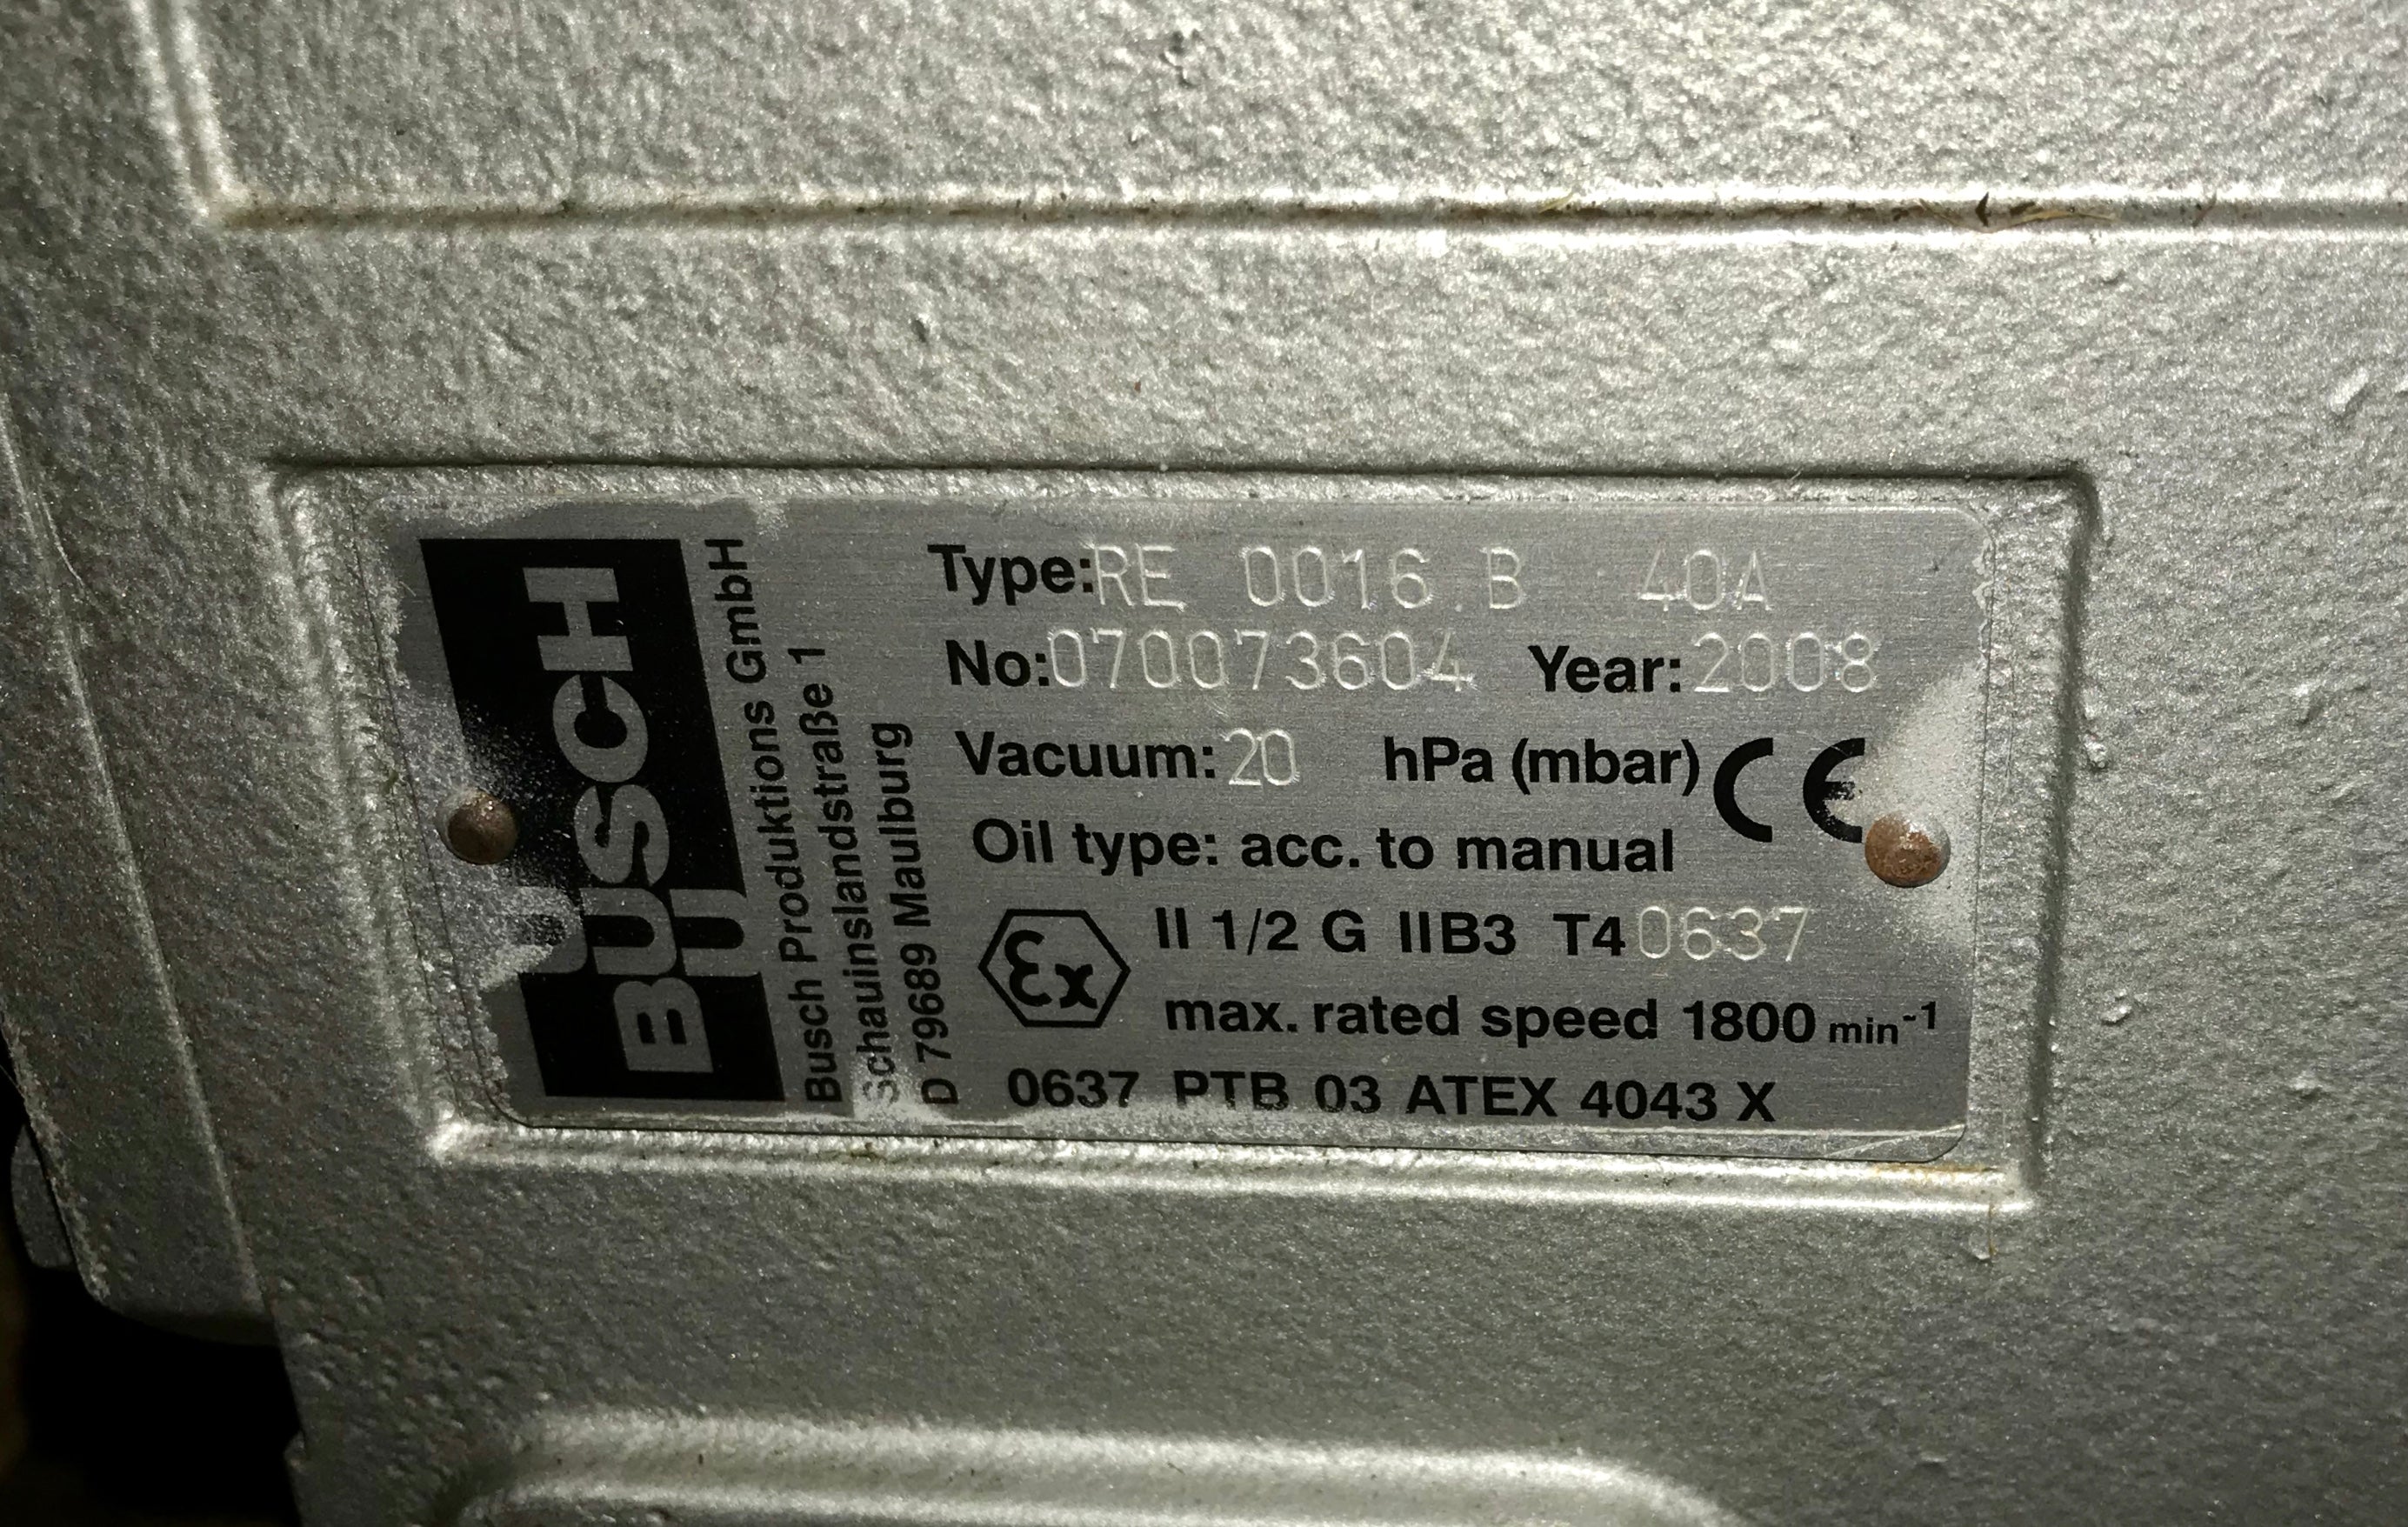 BUSCH
Busch Produktions GmbH
Schauinslandstraße 1
D 79689 Maulburg
Type: RE 0016.B 40A
No: 070073604 Year: 2008
Vacuum: 20 hPa (mbar) CE
Oil type: acc. to manual
Ex II 1/2 G IIB3 T4 0637
max. rated speed 1800 min⁻¹
0637 PTB 03 ATEX 4043 X